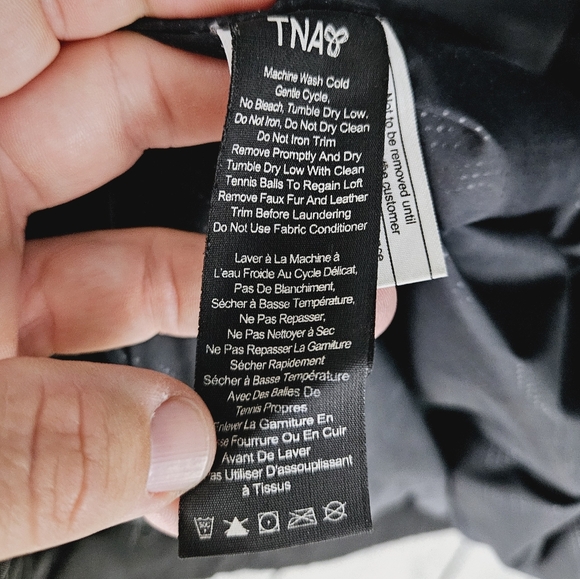 TNA
Machine Wash Cold
Gentle Cycle,
No Bleach, Tumble Dry Low.
Do Not Iron, Do Not Dry Clean
Do Not Iron Trim
Remove Promptly And Dry
Tumble Dry Low With Clean
Tennis Balls To Regain Loft
Remove Faux Fur And Leather
Trim Before Laundering
Do Not Use Fabric Conditioner
Laver à La Machine à
L'eau Froide Au Cycle Délicat,
Pas De Blanchiment,
Sécher à Basse Température,
Ne Pas Repasser,
Ne Pas Nettoyer à Sec
Ne Pas Repasser La Garniture
Sécher Rapidement
Sécher à Basse Température
Avec Des Balles De
Tennis Propres
Enlever La Garniture En
Fourrure Ou En Cuir
Avant De Laver
Utiliser D'assouplissant
à Tissus
Not to be removed until
the customer